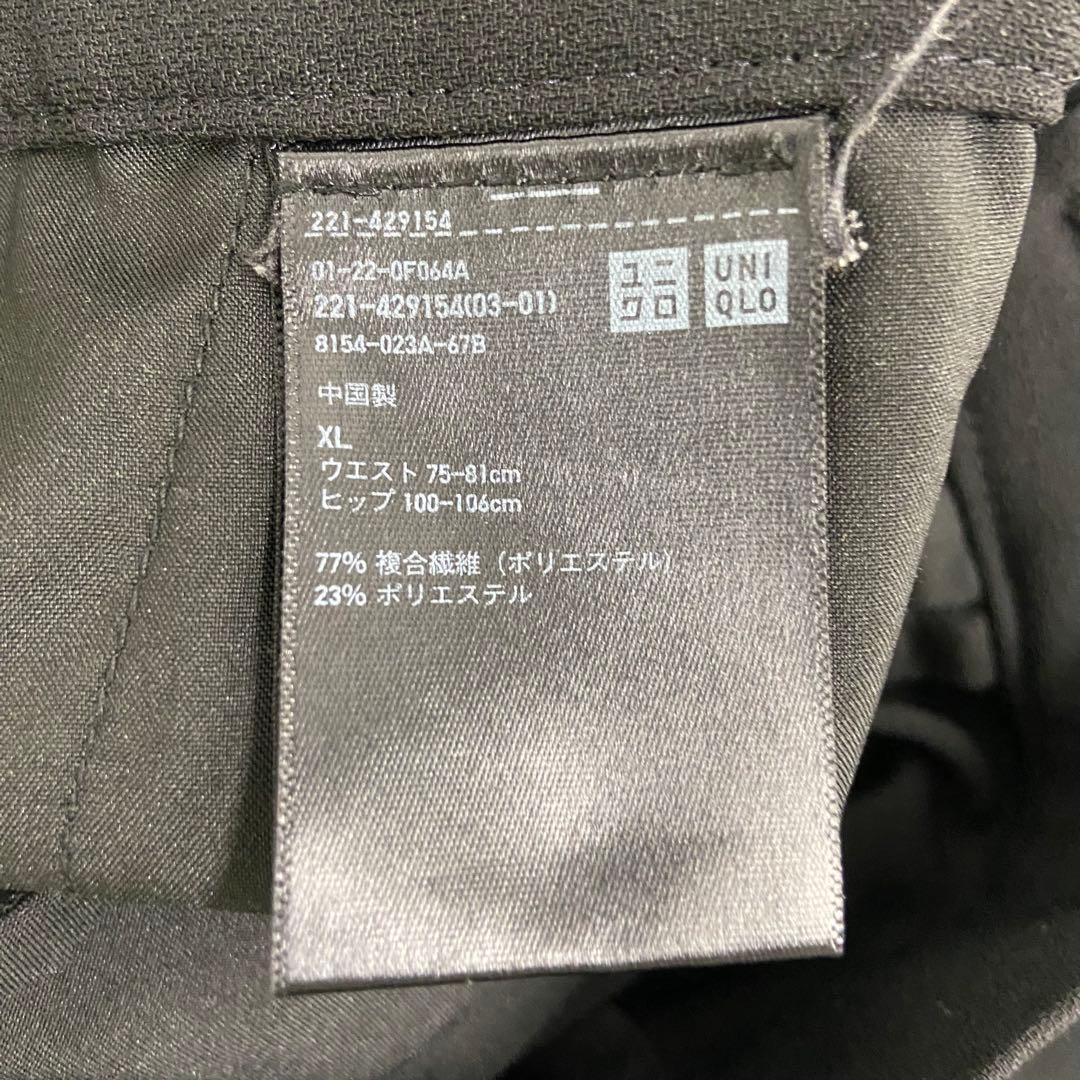 221-429154
01-22-0F064A
221-429154(03-01)
8154-023A-67B
ユニ
クロ
UNI
QLO
中国製
XL
ウエスト 75-81cm
ヒップ 100-106cm
77% 複合繊維（ポリエステル）
23% ポリエステル